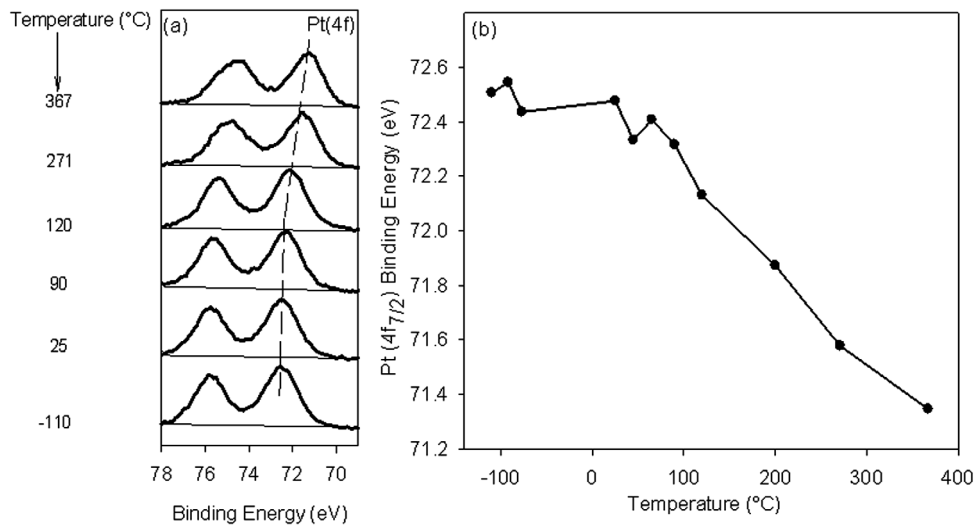 Temperature (°C)
(a)
Pt(4f)
367
271
120
90
25
-110
78 76 74 72 70
Binding Energy (eV)
(b)
72.6
72.4
72.2
72.0
71.8
71.6
71.4
71.2
Pt (4f7/2) Binding Energy (eV)
-100 0 100 200 300 400
Temperature (°C)